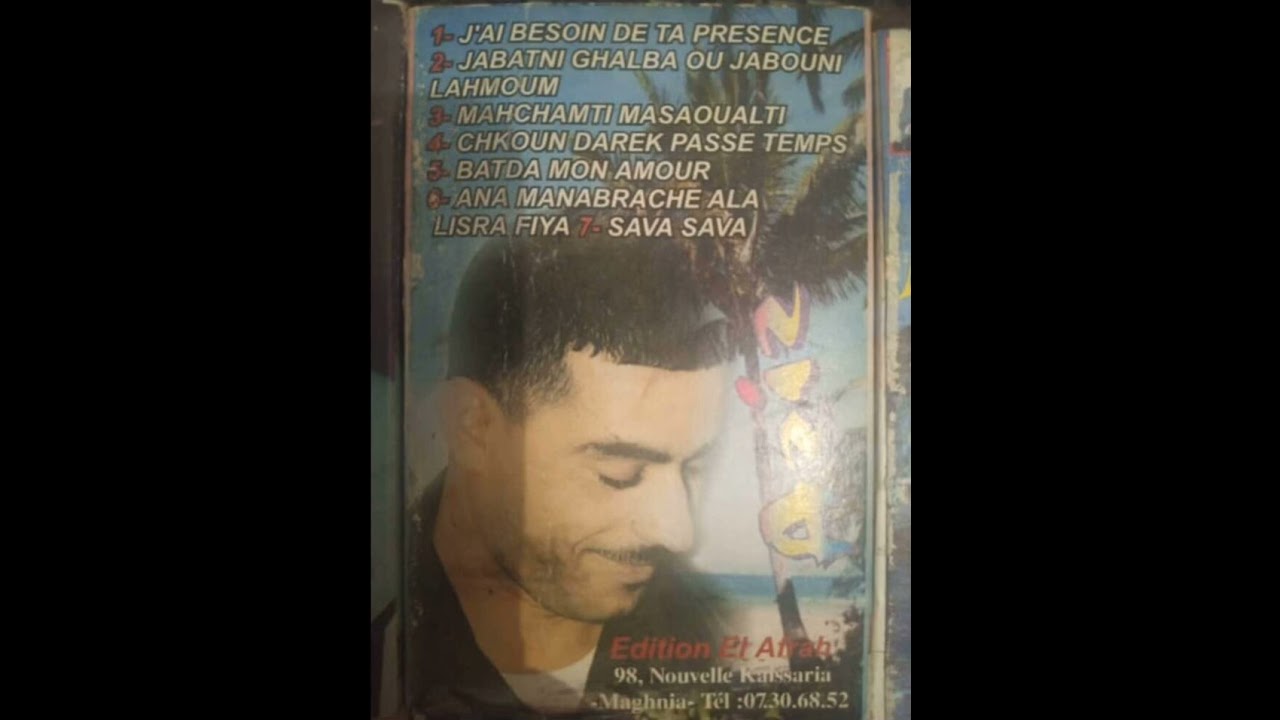 1- J'AI BESOIN DE TA PRESENCE
2- JABATNI GHALBA OU JABOUNI
LAHMOUM
3- MAHCHAMTI MASAOUALTI
4- CHKOUN DAREK PASSE TEMPS
5- BATDA MON AMOUR
6- ANA MANABRACHE ALA
LISRA FIYA 7- SAVA SAVA
Edition El Afrah
98, Nouvelle Kaissaria
-Maghnia- Tél :07.30.68.52